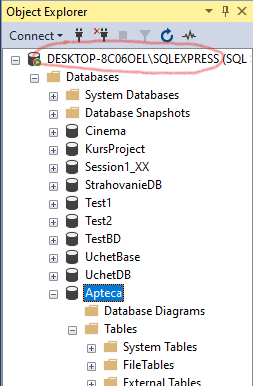 Object Explorer
Connect
DESKTOP-8C06OEL\SQLEXPRESS (SQL S
Databases
System Databases
Database Snapshots
Cinema
KursProject
Session1_XX
StrahovanieDB
Test1
Test2
TestBD
UchetBase
UchetDB
Apteca
Database Diagrams
Tables
System Tables
FileTables
External Tables